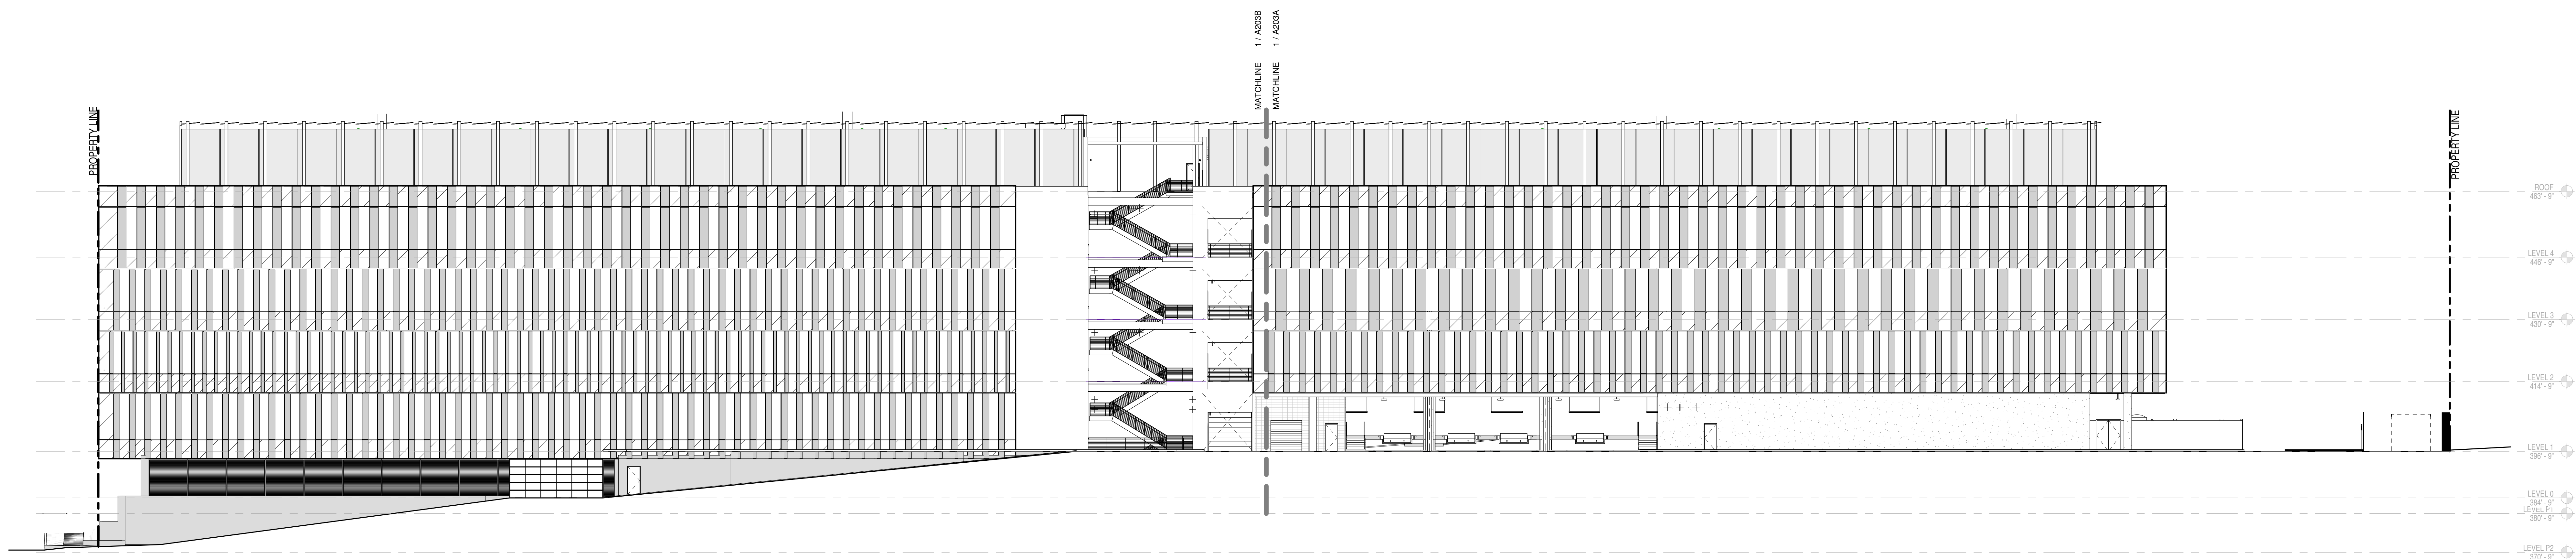 1 / A203B
1 / A203A
MATCHLINE
MATCHLINE
PROPERTY LINE
PROPERTY LINE
ROOF
463' - 9"
LEVEL 4
446' - 9"
LEVEL 3
430' - 9"
LEVEL 2
414' - 9"
LEVEL 1
396' - 9"
LEVEL 0
384' - 9"
LEVEL P1
380' - 9"
LEVEL P2
370' - 9"